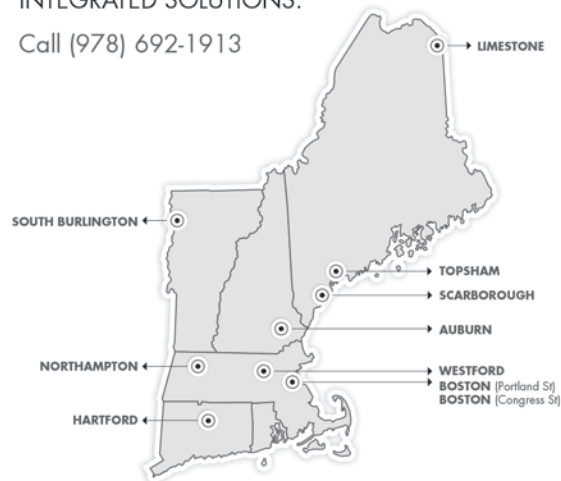 INTEGRATED SOLUTIONS.
Call (978) 692-1913
LIMESTONE
SOUTH BURLINGTON
TOPSHAM
SCARBOROUGH
AUBURN
NORTHAMPTON
WESTFORD
BOSTON (Portland St)
BOSTON (Congress St)
HARTFORD